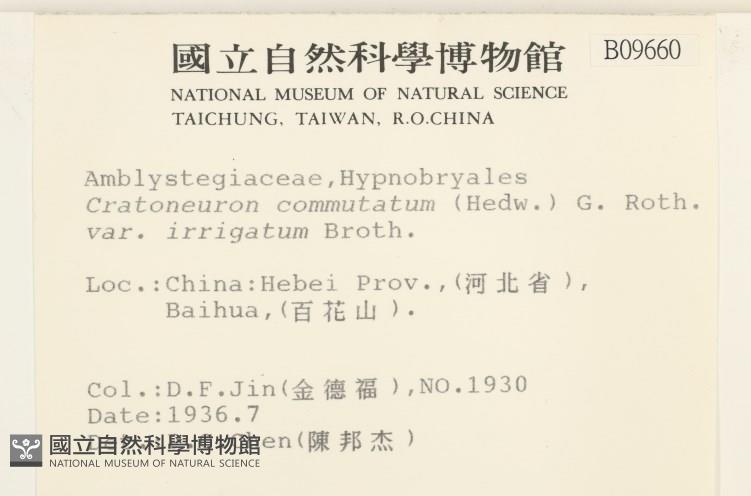 國立自然科學博物館
B09660
NATIONAL MUSEUM OF NATURAL SCIENCE
TAICHUNG, TAIWAN, R.O.CHINA
Amblystegiaceae,Hypnobryales
Cratoneuron commutatum (Hedw.) G. Roth.
var. irrigatum Broth.
Loc.:China:Hebei Prov.,(河北省),
Baihua,(百花山).
Col.:D.F.Jin(金德福),NO.1930
Date:1936.7
(陳邦杰)
國立自然科學博物館
NATIONAL MUSEUM OF NATURAL SCIENCE